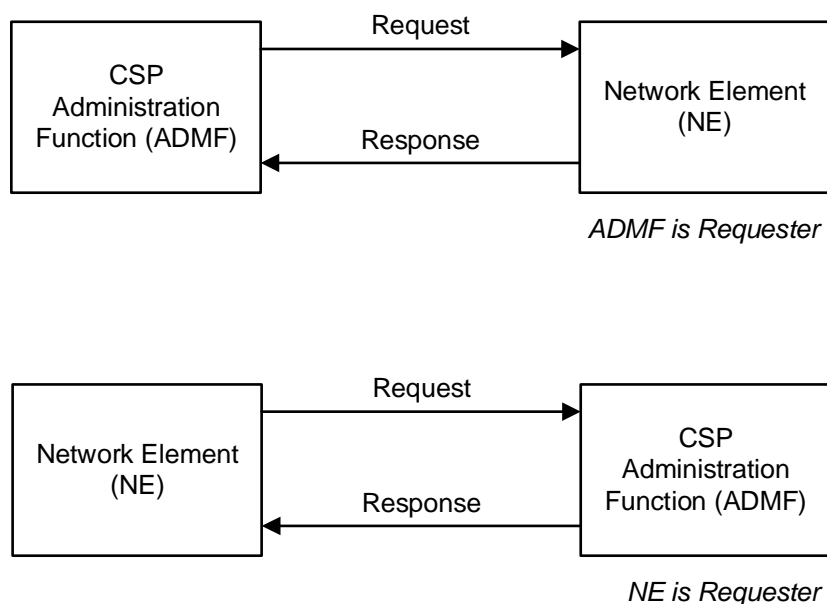 Request
CSP
Administration
Function (ADMF)
Network Element
(NE)
Response
ADMF is Requester
Request
Network Element
(NE)
CSP
Administration
Function (ADMF)
Response
NE is Requester